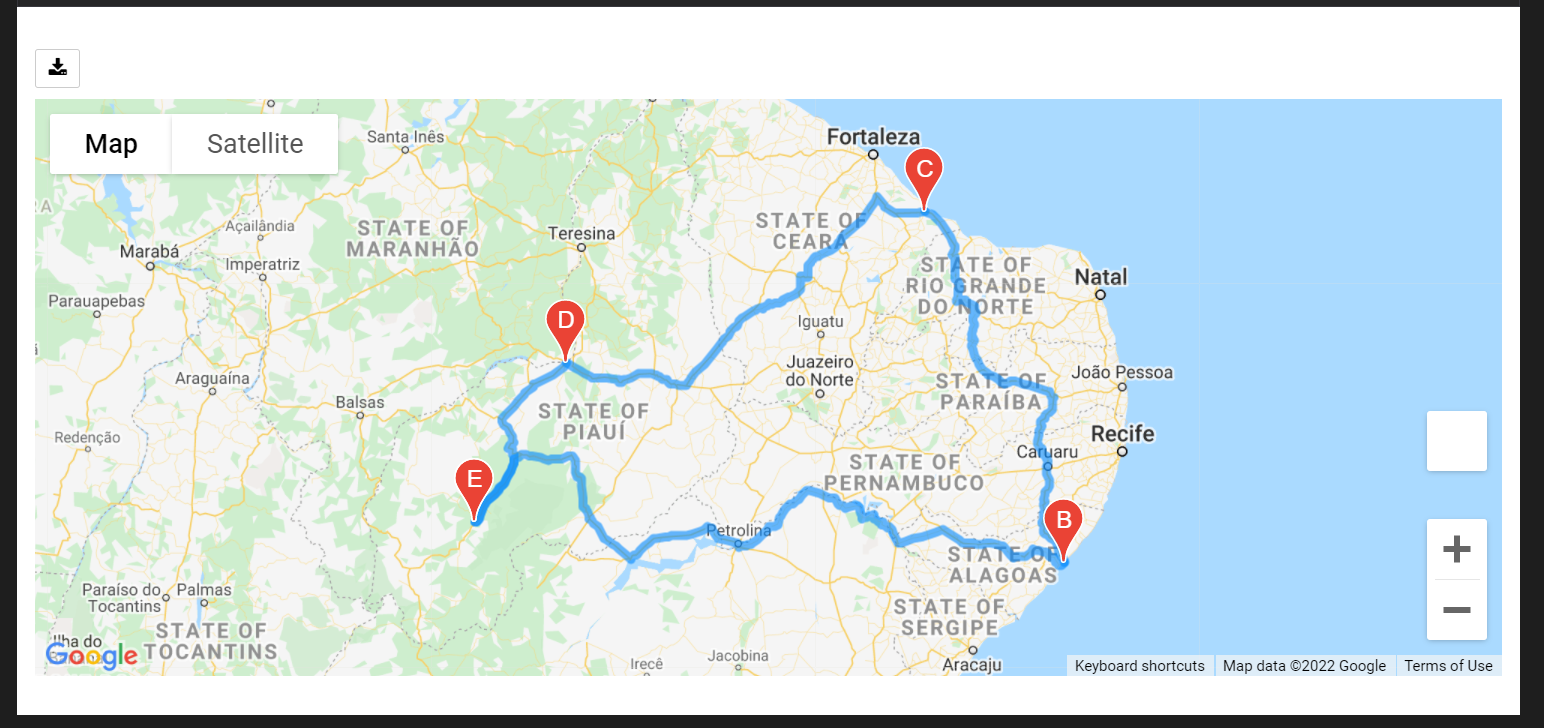 Map
Satellite
Santa Inês
Fortaleza
C
RA
Açailândia
STATE OF
MARANHÃO
Teresina
STATE OF
CEARÁ
Marabá
Imperatriz
STATE OF
RIO GRANDE
DO NORTE
Natal
Parauapebas
D
Iguatu
Araguaína
Juazeiro
do Norte
STATE OF
PARAÍBA
João Pessoa
Balsas
STATE OF
PIAUÍ
Redenção
Recife
Caruaru
E
STATE OF
PERNAMBUCO
B
Petrolina
STATE OF
ALAGOAS
Paraíso do
Tocantins
Palmas
STATE OF
SERGIPE
Ilha do
Google
STATE OF
TOCANTINS
Irecê
Jacobina
Aracaju
Keyboard shortcuts
Map data ©2022 Google
Terms of Use